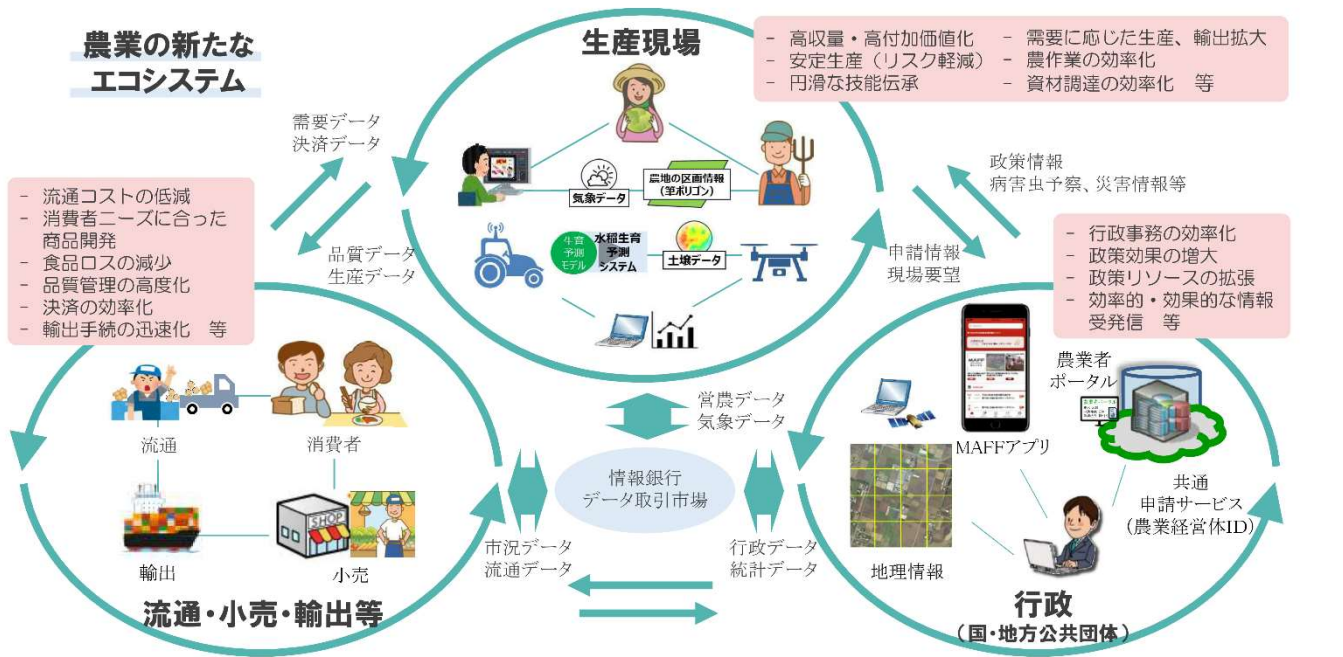 農業の新たな
エコシステム
生産現場
- 高収量・高付加価値化
- 安定生産（リスク軽減）
- 円滑な技能伝承
- 需要に応じた生産、輸出拡大
- 農作業の効率化
- 資材調達の効率化　等
需要データ
決済データ
品質データ
生産データ
気象データ
農地の区画情報
（筆ポリゴン）
生育
予測
モデル
水稲生育
予測
システム
土壌データ
政策情報
病害虫予察、災害情報等
申請情報
現場要望
- 流通コストの低減
- 消費者ニーズに合った
商品開発
- 食品ロスの減少
- 品質管理の高度化
- 決済の効率化
- 輸出手続の迅速化　等
- 行政事務の効率化
- 政策効果の増大
- 政策リソースの拡張
- 効率的・効果的な情報
受発信　等
流通
消費者
輸出
SHOP
小売
流通・小売・輸出等
営農データ
気象データ
情報銀行
データ取引市場
市況データ
流通データ
行政データ
統計データ
MAFF
MAFFアプリ
農業者
ポータル
地理情報
共通
申請サービス
（農業経営体ID）
行政
（国・地方公共団体）